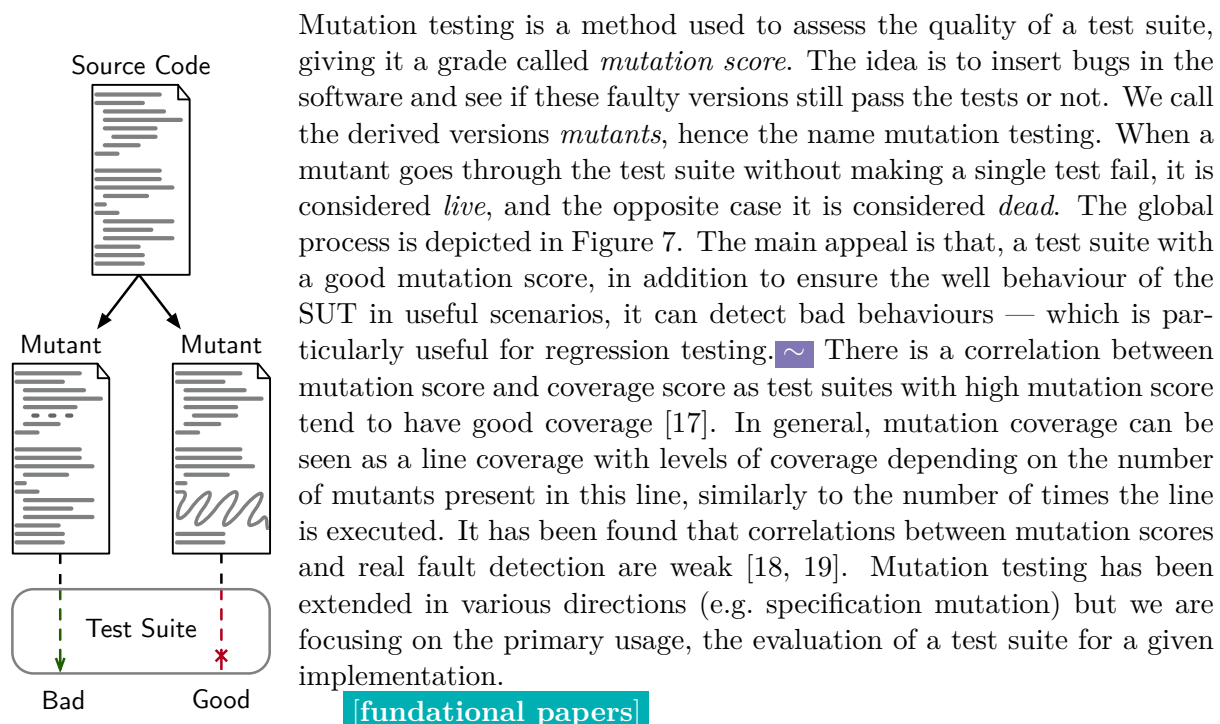 Source Code
Mutant Mutant
Test Suite
Bad Good
Mutation testing is a method used to assess the quality of a test suite,
giving it a grade called mutation score. The idea is to insert bugs in the
software and see if these faulty versions still pass the tests or not. We call
the derived versions mutants, hence the name mutation testing. When a
mutant goes through the test suite without making a single test fail, it is
considered live, and the opposite case it is considered dead. The global
process is depicted in Figure 7. The main appeal is that, a test suite with
a good mutation score, in addition to ensure the well behaviour of the
SUT in useful scenarios, it can detect bad behaviours — which is par-
ticularly useful for regression testing. ~ There is a correlation between
mutation score and coverage score as test suites with high mutation score
tend to have good coverage [17]. In general, mutation coverage can be
seen as a line coverage with levels of coverage depending on the number
of mutants present in this line, similarly to the number of times the line
is executed. It has been found that correlations between mutation scores
and real fault detection are weak [18, 19]. Mutation testing has been
extended in various directions (e.g. specification mutation) but we are
focusing on the primary usage, the evaluation of a test suite for a given
implementation.
[fundational papers]